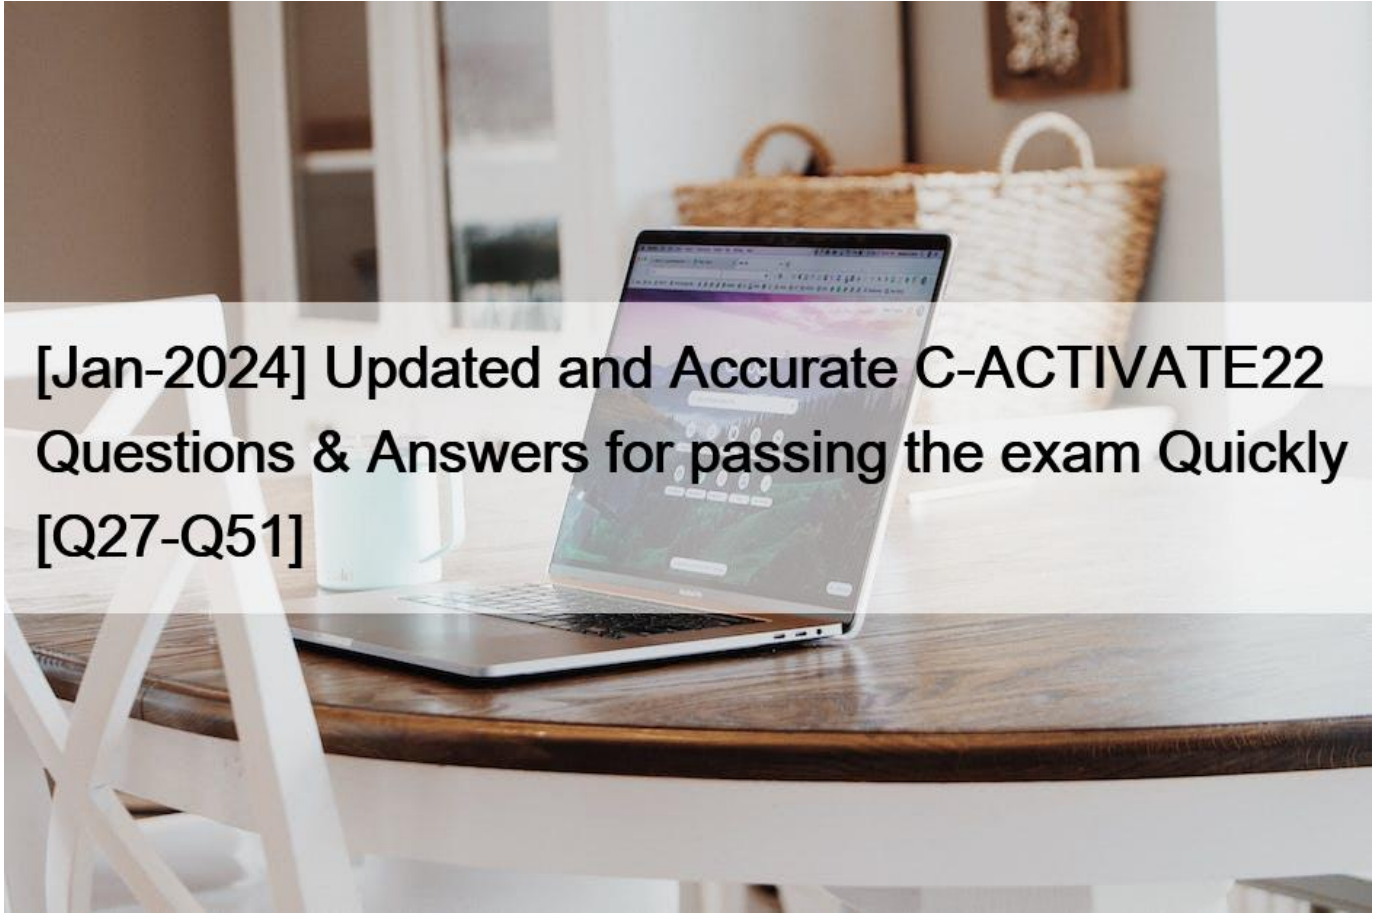 [Jan-2024] Updated and Accurate C-ACTIVATE22
Questions & Answers for passing the exam Quickly
[Q27-Q51]